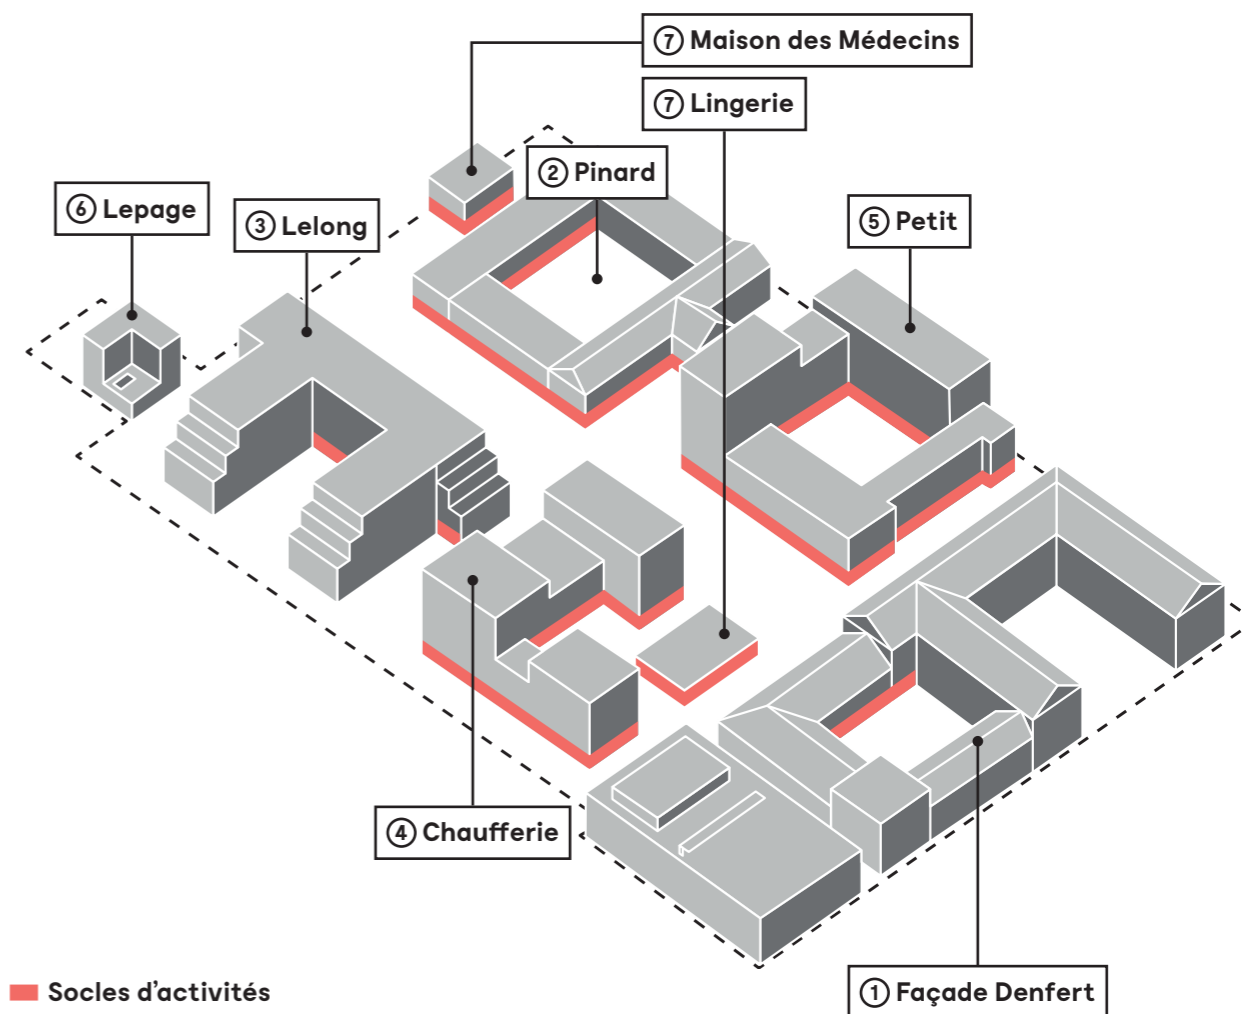 ⑦ Maison des Médecins
⑦ Lingerie
② Pinard
⑥ Lepage
③ Lelong
⑤ Petit
④ Chaufferie
① Façade Denfert
Socles d’activités